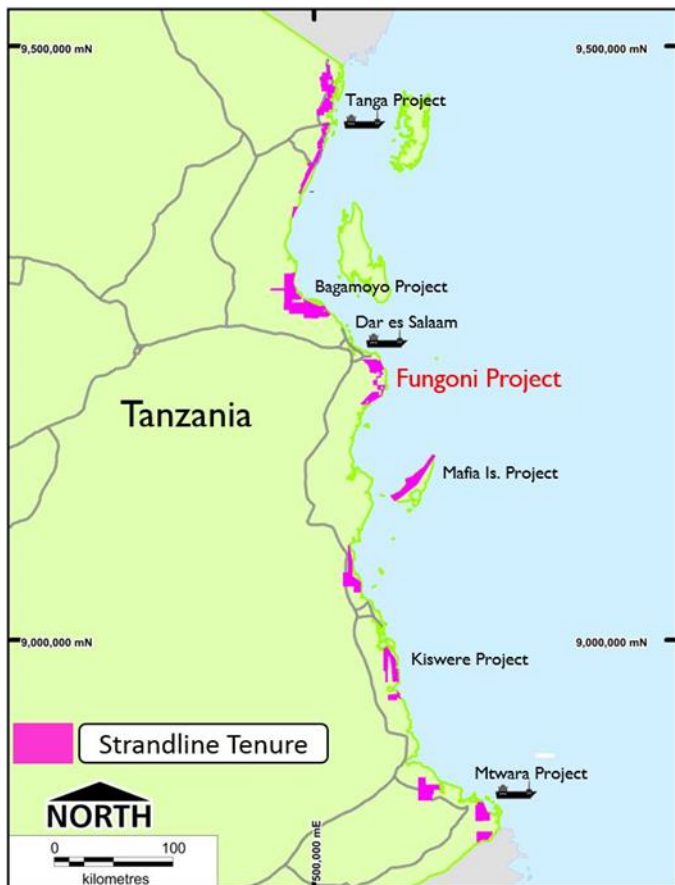 9,500,000 mN
9,500,000 mN
Tanga Project
Bagamoyo Project
Dar es Salaam
Fungoni Project
Tanzania
Mafia Is. Project
9,000,000 mN
9,000,000 mN
Kiswere Project
Strandline Tenure
Mtwara Project
NORTH
0 100
kilometres
500,000 mE